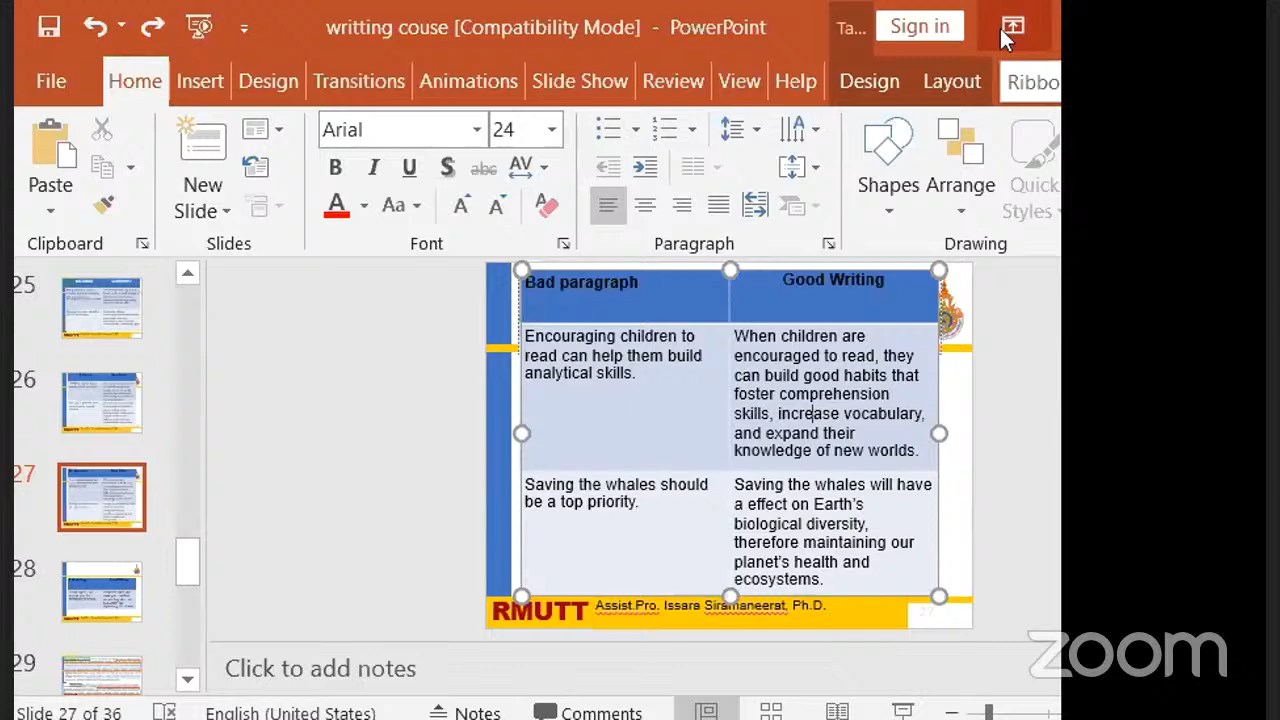 writting couse [Compatibility Mode] - PowerPoint
Ta...
Sign in
File
Home
Insert
Design
Transitions
Animations
Slide Show
Review
View
Help
Design
Layout
Ribbo
Paste
New
Slide
Arial
24
B I U S abc AV
A Aa A A
Shapes
Arrange
Quick
Styles
Clipboard
Slides
Font
Paragraph
Drawing
25
26
27
28
29
Bad paragraph
Good Writing
Encouraging children to
read can help them build
analytical skills.
When children are
encouraged to read, they
can build good habits that
foster comprehension
skills, increase vocabulary,
and expand their
knowledge of new worlds.
Saving the whales should
be a top priority.
Saving the whales will have
a effect on Earth's
biological diversity,
therefore maintaining our
planet's health and
ecosystems.
RMUTT
Assist.Pro. Issara Siramaneerat, Ph.D.
27
Click to add notes
zoom
Slide 27 of 36
English (United States)
Notes
Comments